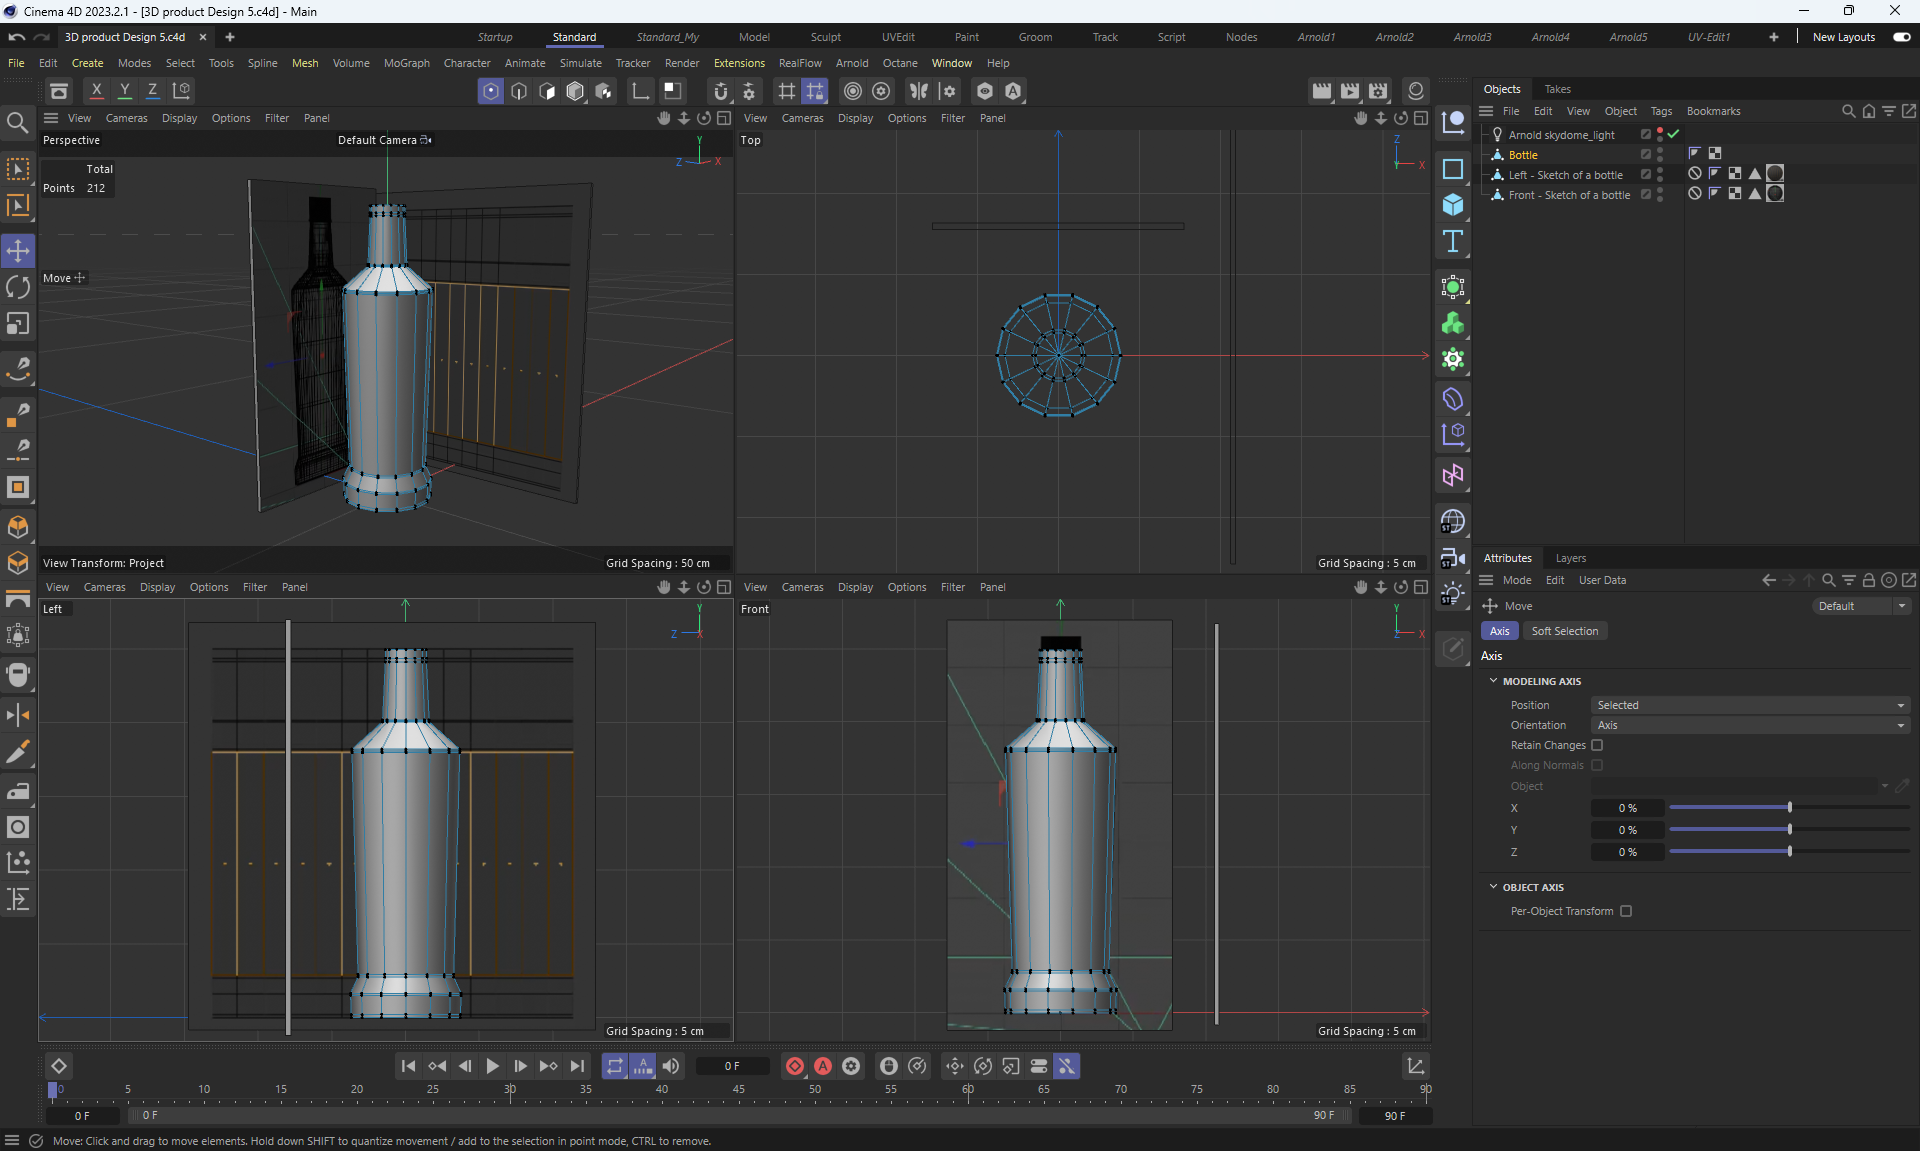 Cinema 4D 2023.2.1 - [3D product Design 5.c4d] - Main
3D product Design 5.c4d × +
Startup Standard Standard_My Model Sculpt UVEdit Paint Groom Track Script Nodes Arnold1 Arnold2 Arnold3 Arnold4 Arnold5 UV-Edit1 + New Layouts
File Edit Create Modes Select Tools Spline Mesh Volume MoGraph Character Animate Simulate Tracker Render Extensions RealFlow Arnold Octane Window Help
X Y Z
Objects Takes
File Edit View Object Tags Bookmarks
Arnold skydome_light
Bottle
Left - Sketch of a bottle
Front - Sketch of a bottle
View Cameras Display Options Filter Panel
Perspective
Default Camera
Y
Z X
Total
Points 212
Move
View Transform: Project
Grid Spacing : 50 cm
View Cameras Display Options Filter Panel
Top
Z
Y X
Grid Spacing : 5 cm
View Cameras Display Options Filter Panel
Left
Y
Z X
Grid Spacing : 5 cm
View Cameras Display Options Filter Panel
Front
Y
Z X
Grid Spacing : 5 cm
ST
ST
ST
Attributes Layers
Mode Edit User Data
Move
Default
Axis Soft Selection
Axis
MODELING AXIS
Position Selected
Orientation Axis
Retain Changes
Along Normals
Object
X 0 %
Y 0 %
Z 0 %
OBJECT AXIS
Per-Object Transform
A
0 F
A
0 5 10 15 20 25 30 35 40 45 50 55 60 65 70 75 80 85 90
0 F 0 F 90 F 90 F
Move: Click and drag to move elements. Hold down SHIFT to quantize movement / add to the selection in point mode, CTRL to remove.